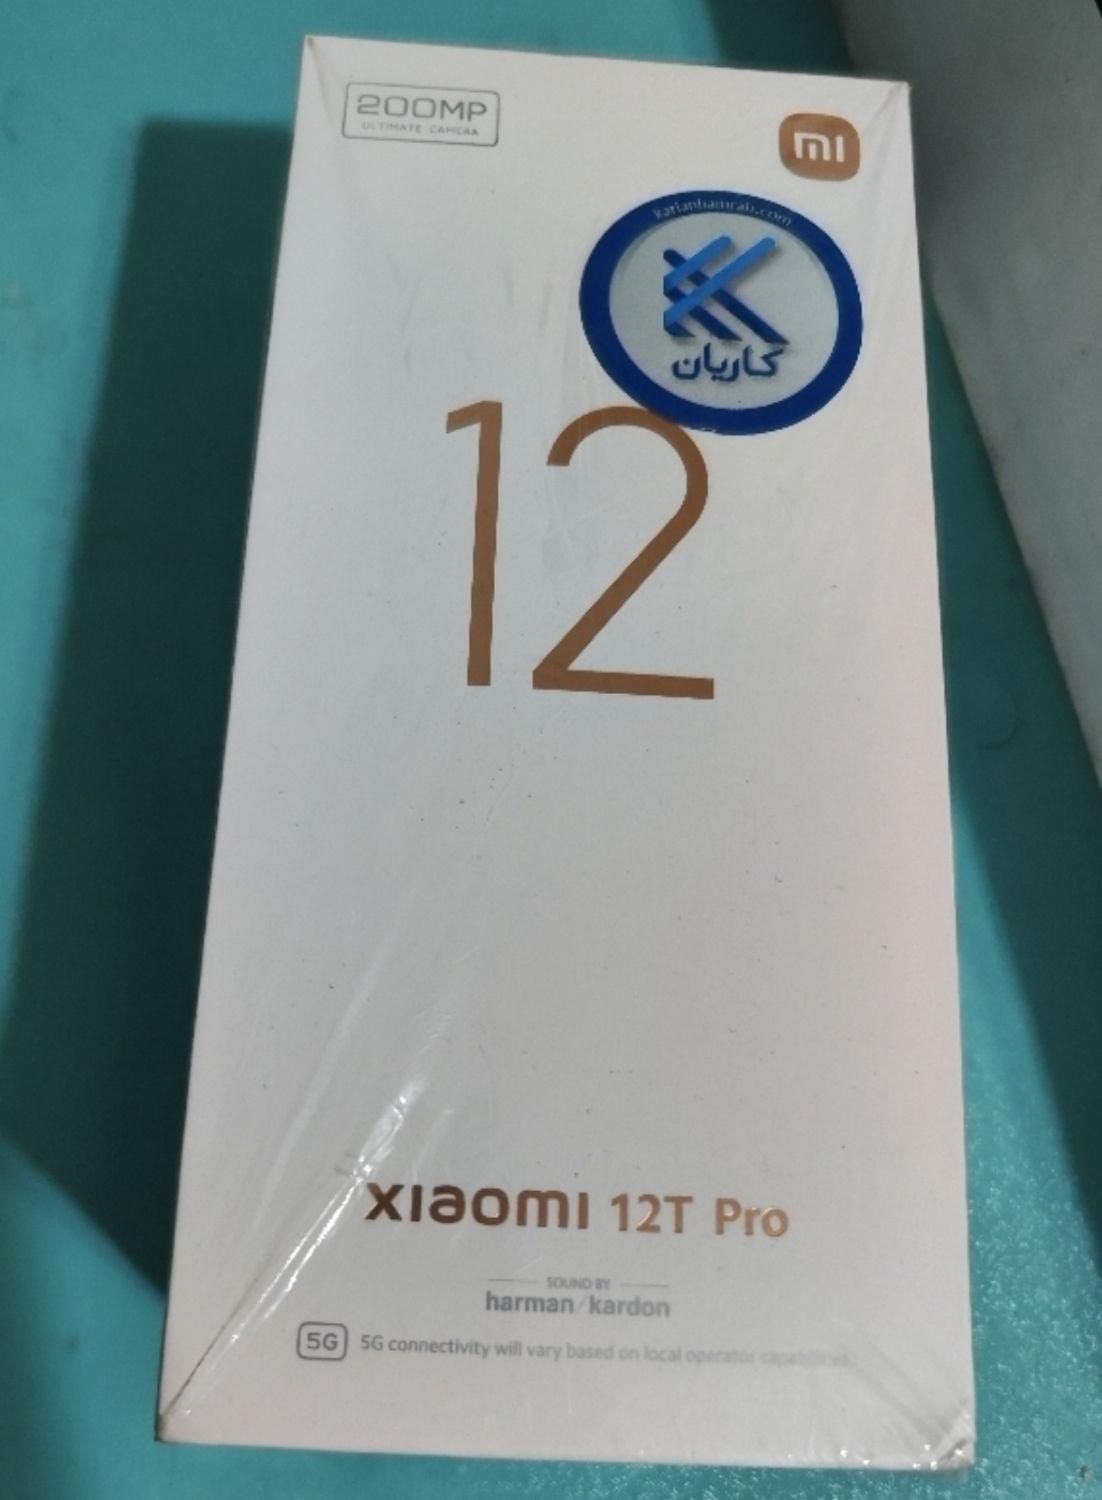 200MP
ULTIMATE CAMERA
mi
karianhamrah.com
کاریان
12
xiaomi 12T Pro
SOUND BY
harman/kardon
5G
5G connectivity will vary based on local operator capabilities